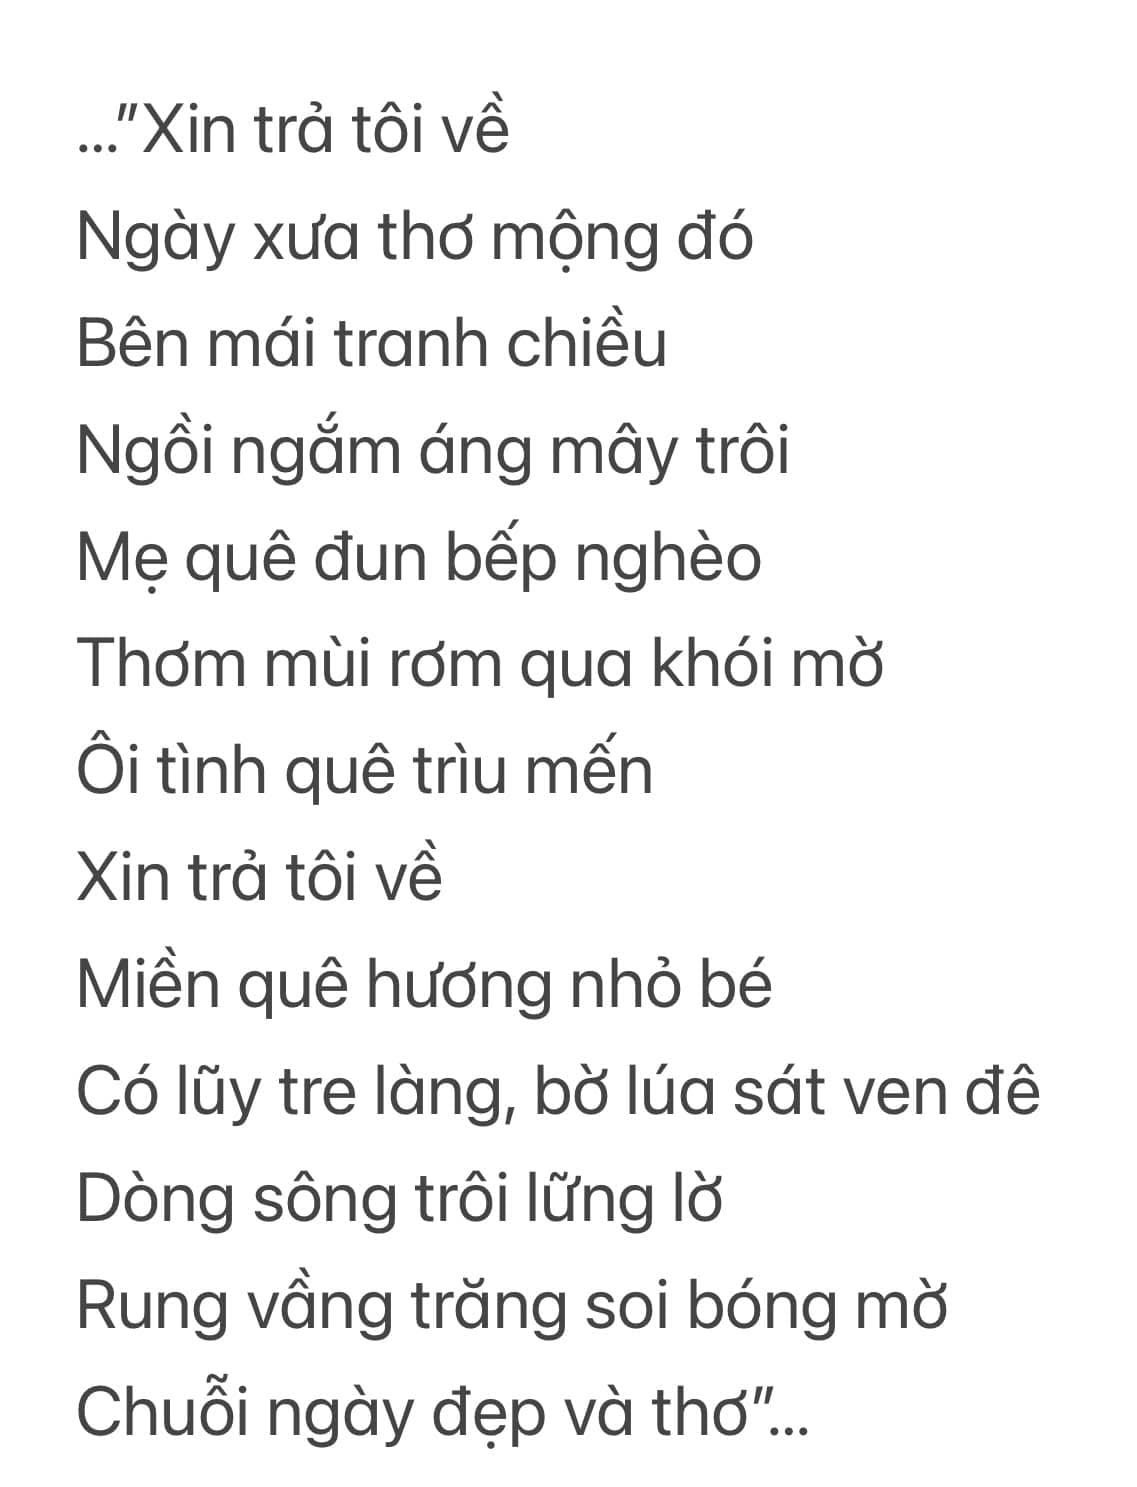 ..."Xin trả tôi về
Ngày xưa thơ mộng đó
Bên mái tranh chiều
Ngồi ngắm áng mây trôi
Mẹ quê đun bếp nghèo
Thơm mùi rơm qua khói mờ
Ôi tình quê trìu mến
Xin trả tôi về
Miền quê hương nhỏ bé
Có lũy tre làng, bờ lúa sát ven đê
Dòng sông trôi lững lờ
Rung vầng trăng soi bóng mờ
Chuỗi ngày đẹp và thơ"...